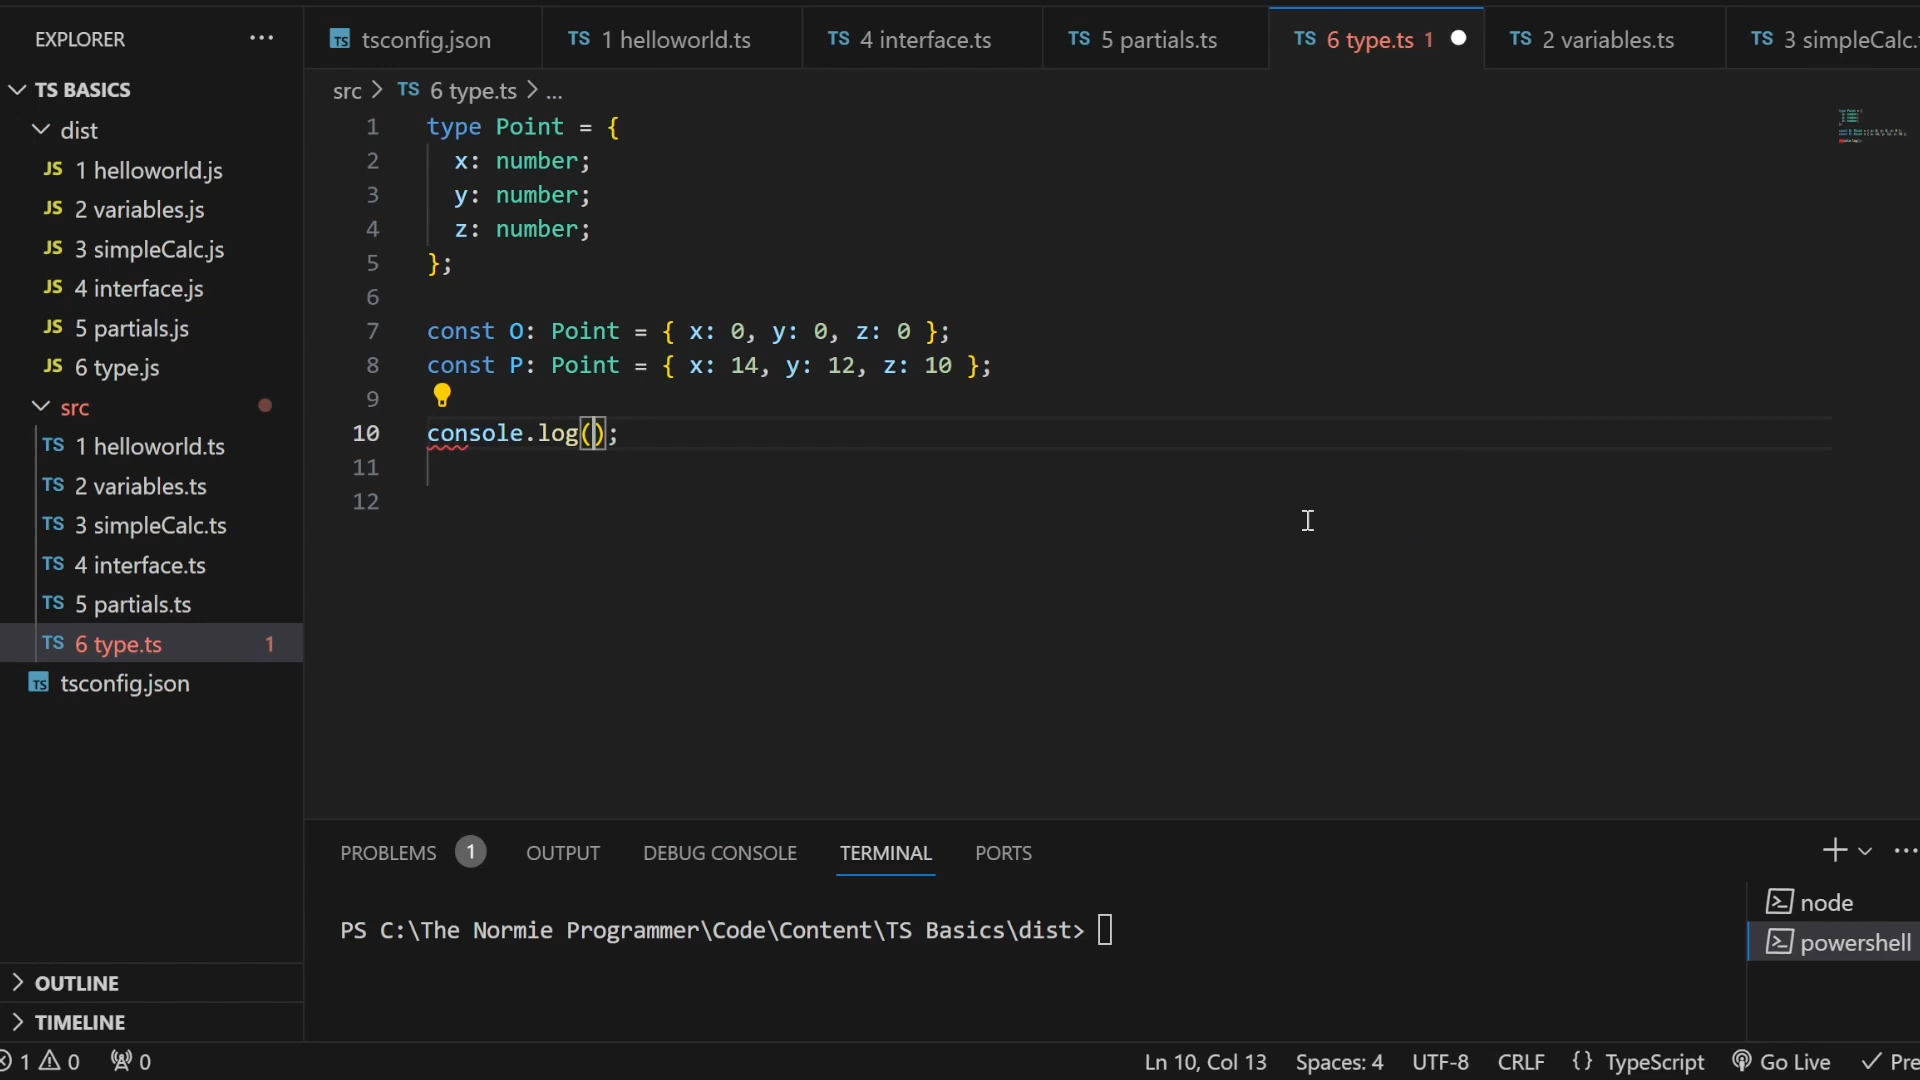 EXPLORER
TS BASICS
dist
JS 1 helloworld.js
JS 2 variables.js
JS 3 simpleCalc.js
JS 4 interface.js
JS 5 partials.js
JS 6 type.js
src
TS 1 helloworld.ts
TS 2 variables.ts
TS 3 simpleCalc.ts
TS 4 interface.ts
TS 5 partials.ts
TS 6 type.ts 1
TS tsconfig.json
OUTLINE
TIMELINE
TS tsconfig.json TS 1 helloworld.ts TS 4 interface.ts TS 5 partials.ts TS 6 type.ts 1 TS 2 variables.ts TS 3 simpleCalc.
src > TS 6 type.ts > ...
1 type Point = {
2 x: number;
3 y: number;
4 z: number;
5 };
6
7 const O: Point = { x: 0, y: 0, z: 0 };
8 const P: Point = { x: 14, y: 12, z: 10 };
9
10 console.log();
11
12
PROBLEMS 1 OUTPUT DEBUG CONSOLE TERMINAL PORTS
PS C:\The Normie Programmer\Code\Content\TS Basics\dist>
node
powershell
1 0 0 Ln 10, Col 13 Spaces: 4 UTF-8 CRLF {} TypeScript Go Live Pre